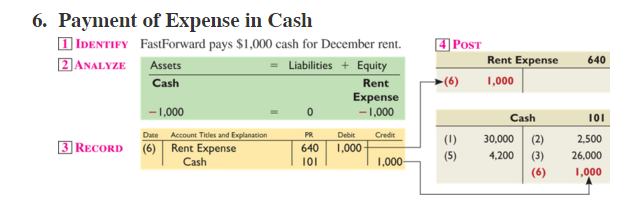 6. Payment of Expense in Cash
1 IDENTIFY FastForward pays $1,000 cash for December rent.
2 ANALYZE Assets = Liabilities + Equity
Cash Rent
Expense
−1,000 = 0 −1,000
Date Account Titles and Explanation PR Debit Credit
3 RECORD (6) Rent Expense 640 1,000
Cash 101 1,000
4 POST
Rent Expense 640
(6) 1,000
Cash 101
(1) 30,000 (2) 2,500
(5) 4,200 (3) 26,000
(6) 1,000